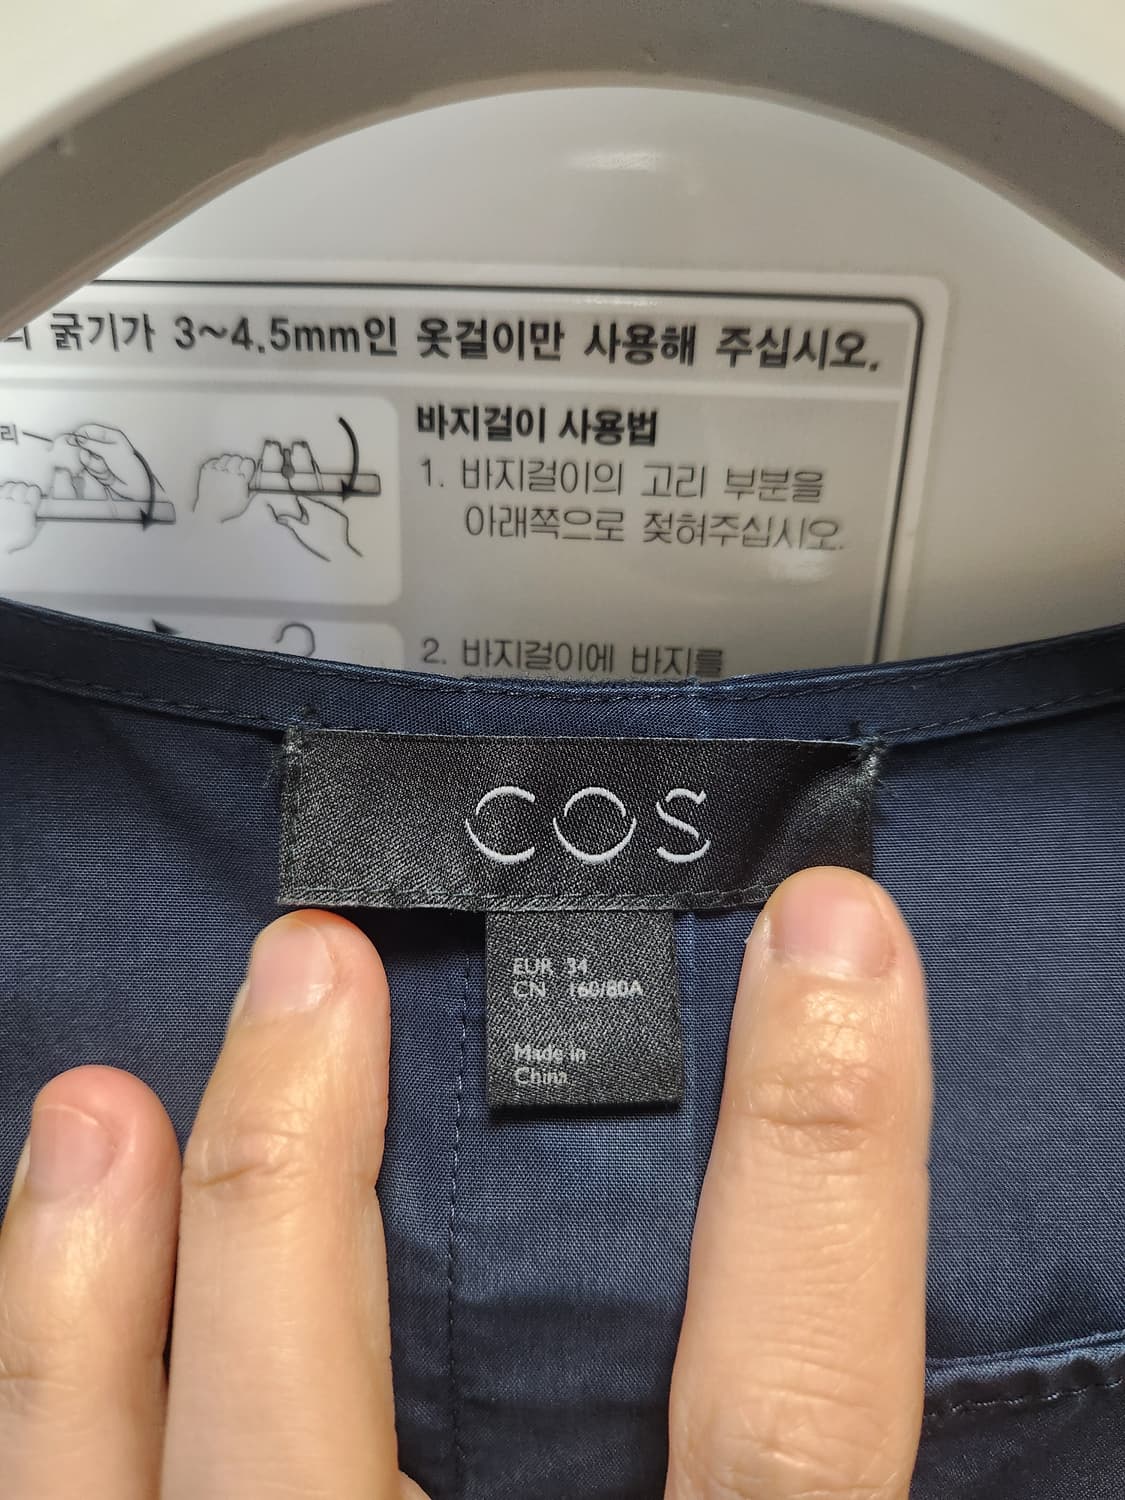 굵기가 3~4.5mm인 옷걸이만 사용해 주십시오.
리
바지걸이 사용법
1. 바지걸이의 고리 부분을
아래쪽으로 젖혀주십시오.
2. 바지걸이에 바지를
COS
EUR 34
CN 160/80A
Made in
China